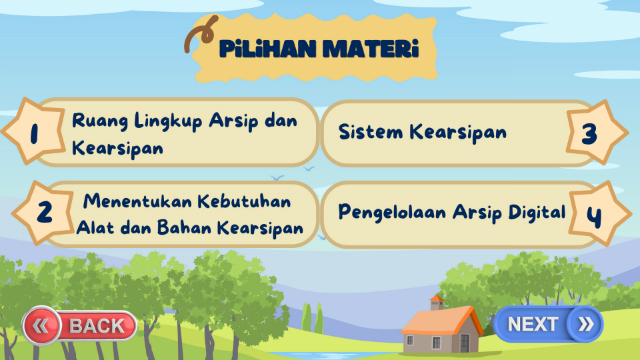 PiLiHAN MATERi
1
Ruang Lingkup Arsip dan
Kearsipan
2
Menentukan Kebutuhan
Alat dan Bahan Kearsipan
Sistem Kearsipan
3
Pengelolaan Arsip Digital
4
BACK
NEXT